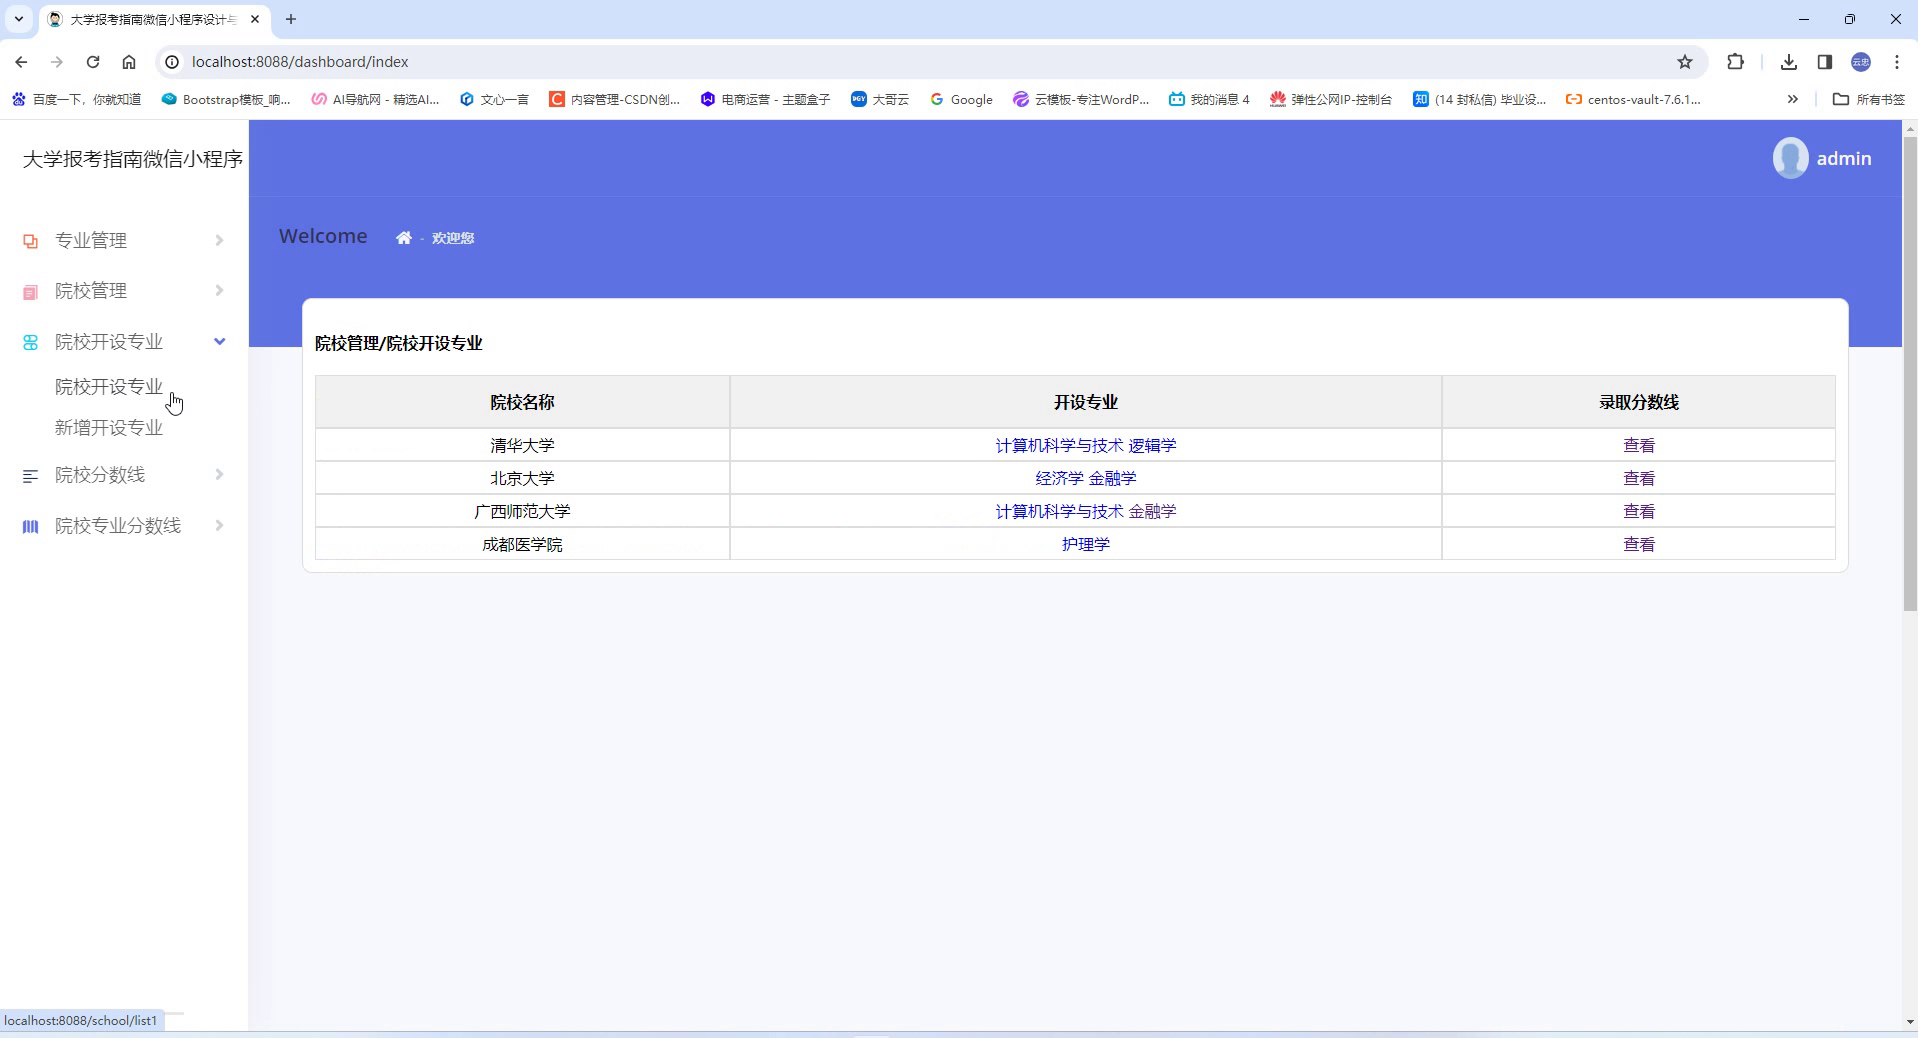 大学报考指南微信小程序设计与
localhost:8088/dashboard/index
云忠
百度一下，你就知道
Bootstrap模板_响...
AI导航网 - 精选AI...
文心一言
内容管理-CSDN创...
电商运营 - 主题盒子
大哥云
Google
云模板-专注WordP...
我的消息 4
弹性公网IP-控制台
(14 封私信) 毕业设...
centos-vault-7.6.1...
所有书签
大学报考指南微信小程序
admin
Welcome - 欢迎您
专业管理
院校管理
院校开设专业
院校开设专业
新增开设专业
院校分数线
院校专业分数线
院校管理/院校开设专业
院校名称 开设专业 录取分数线
清华大学 计算机科学与技术 逻辑学 查看
北京大学 经济学 金融学 查看
广西师范大学 计算机科学与技术 金融学 查看
成都医学院 护理学 查看
localhost:8088/school/list1